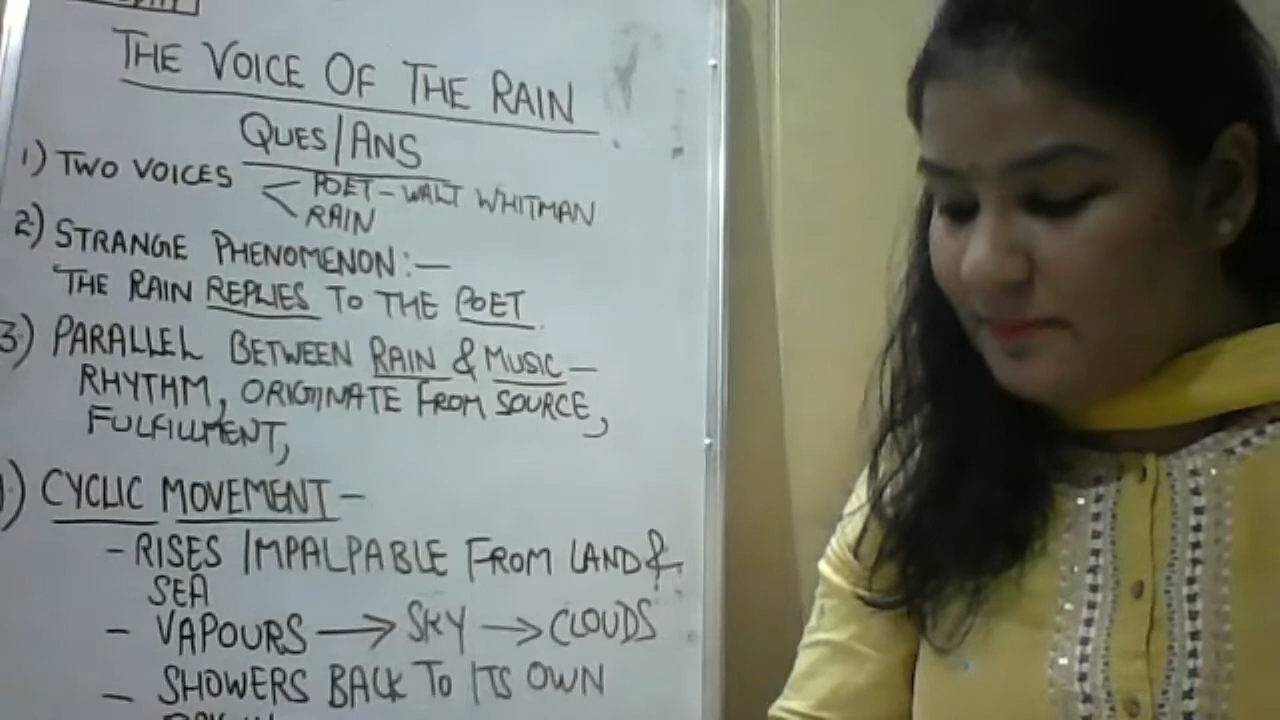 THE VOICE OF THE RAIN
QUES/ANS
1) TWO VOICES < POET – WALT WHITMAN
RAIN
2) STRANGE PHENOMENON:—
THE RAIN REPLIES TO THE POET.
3) PARALLEL BETWEEN RAIN & MUSIC —
RHYTHM, ORIGINATE FROM SOURCE,
FULFILLMENT,
) CYCLIC MOVEMENT –
- RISES IMPALPABLE FROM LAND &
SEA
- VAPOURS → SKY → CLOUDS
- SHOWERS BACK TO ITS OWN